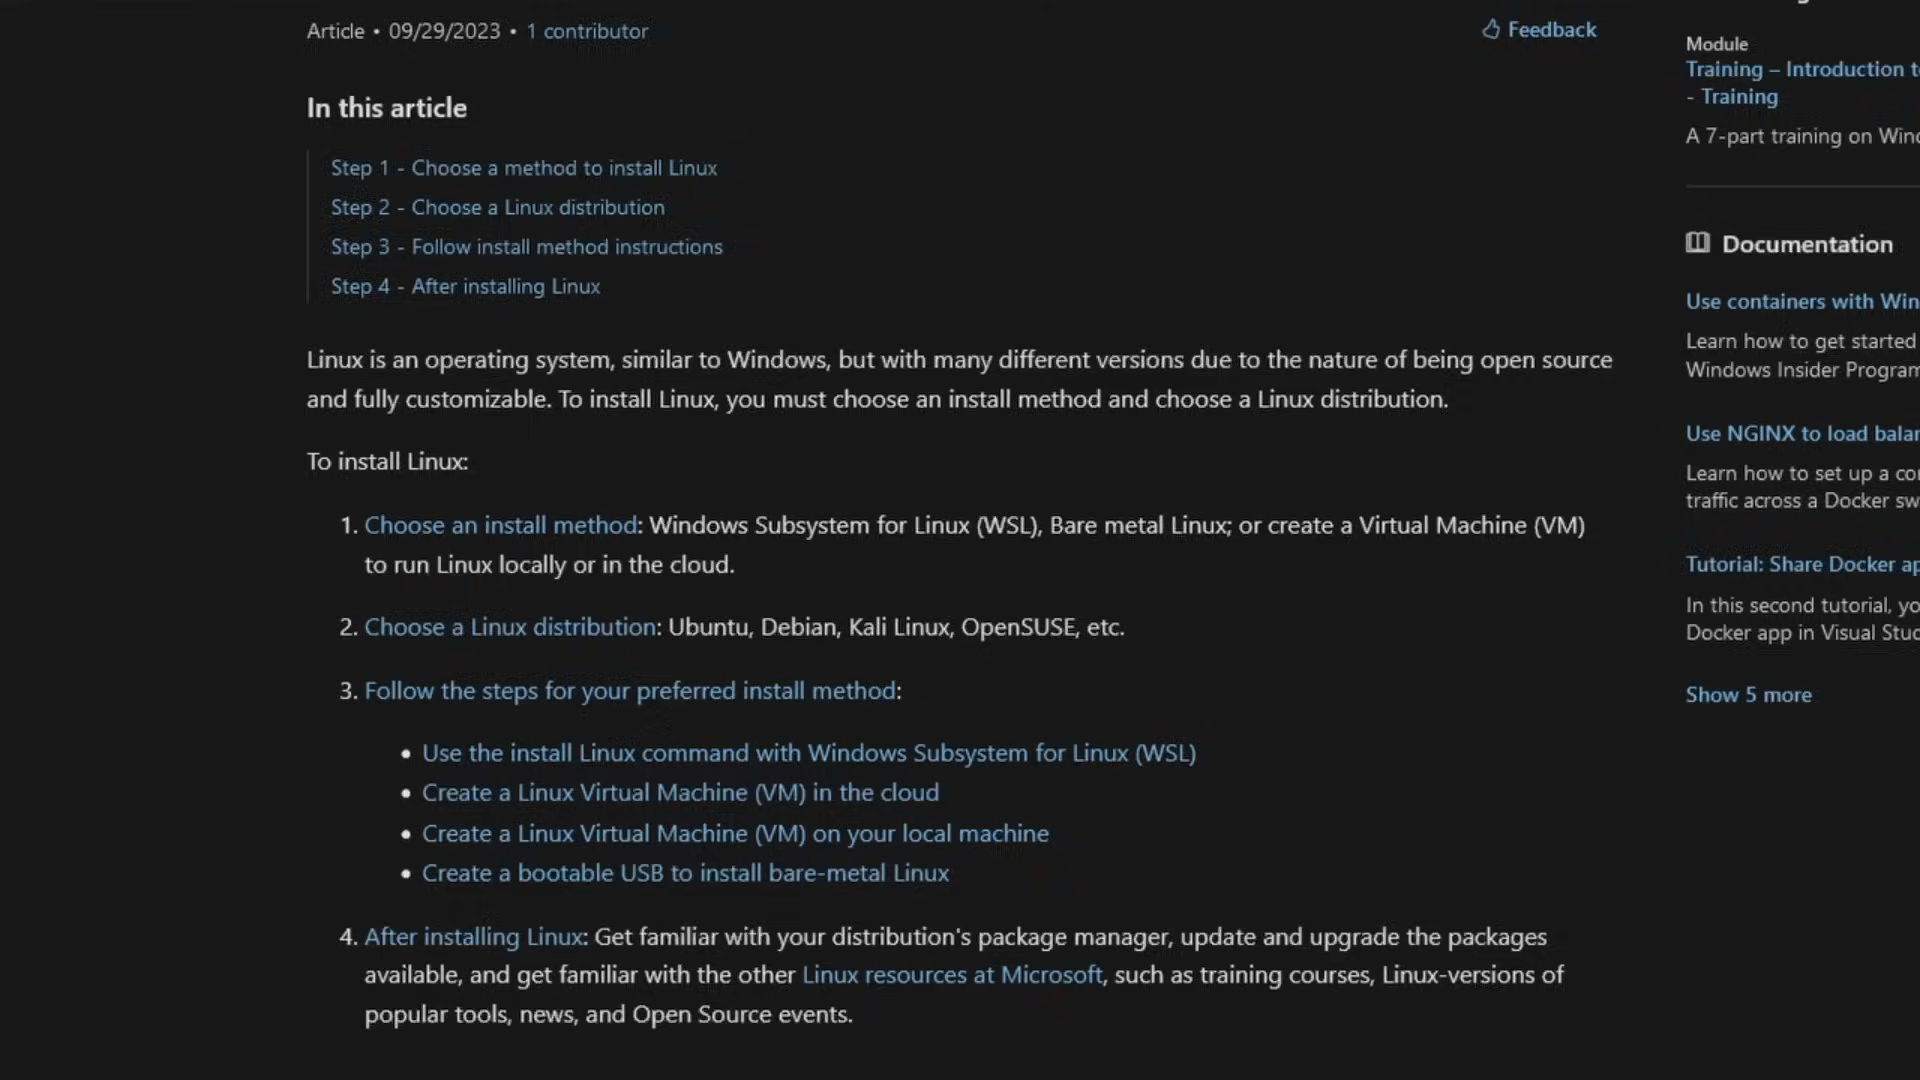 Article • 09/29/2023 • 1 contributor
Feedback
In this article
Step 1 - Choose a method to install Linux
Step 2 - Choose a Linux distribution
Step 3 - Follow install method instructions
Step 4 - After installing Linux
Linux is an operating system, similar to Windows, but with many different versions due to the nature of being open source
and fully customizable. To install Linux, you must choose an install method and choose a Linux distribution.
To install Linux:
1. Choose an install method: Windows Subsystem for Linux (WSL), Bare metal Linux; or create a Virtual Machine (VM)
to run Linux locally or in the cloud.
2. Choose a Linux distribution: Ubuntu, Debian, Kali Linux, OpenSUSE, etc.
3. Follow the steps for your preferred install method:
• Use the install Linux command with Windows Subsystem for Linux (WSL)
• Create a Linux Virtual Machine (VM) in the cloud
• Create a Linux Virtual Machine (VM) on your local machine
• Create a bootable USB to install bare-metal Linux
4. After installing Linux: Get familiar with your distribution's package manager, update and upgrade the packages
available, and get familiar with the other Linux resources at Microsoft, such as training courses, Linux-versions of
popular tools, news, and Open Source events.
Module
Training – Introduction
- Training
A 7-part training on
Documentation
Use containers with
Learn how to get started
Windows Insider
Use NGINX to load
Learn how to set up a
traffic across a Docker
Tutorial: Share Docker
In this second tutorial,
Docker app in Visual
Show 5 more